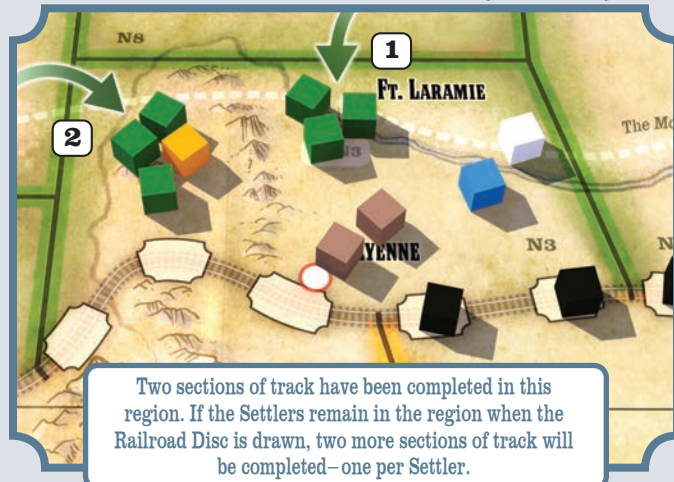 N8
1
FT. LARAMIE
2
The Mo
N3
YENNE
N3
N
Two sections of track have been completed in this
region. If the Settlers remain in the region when the
Railroad Disc is drawn, two more sections of track will
be completed–one per Settler.